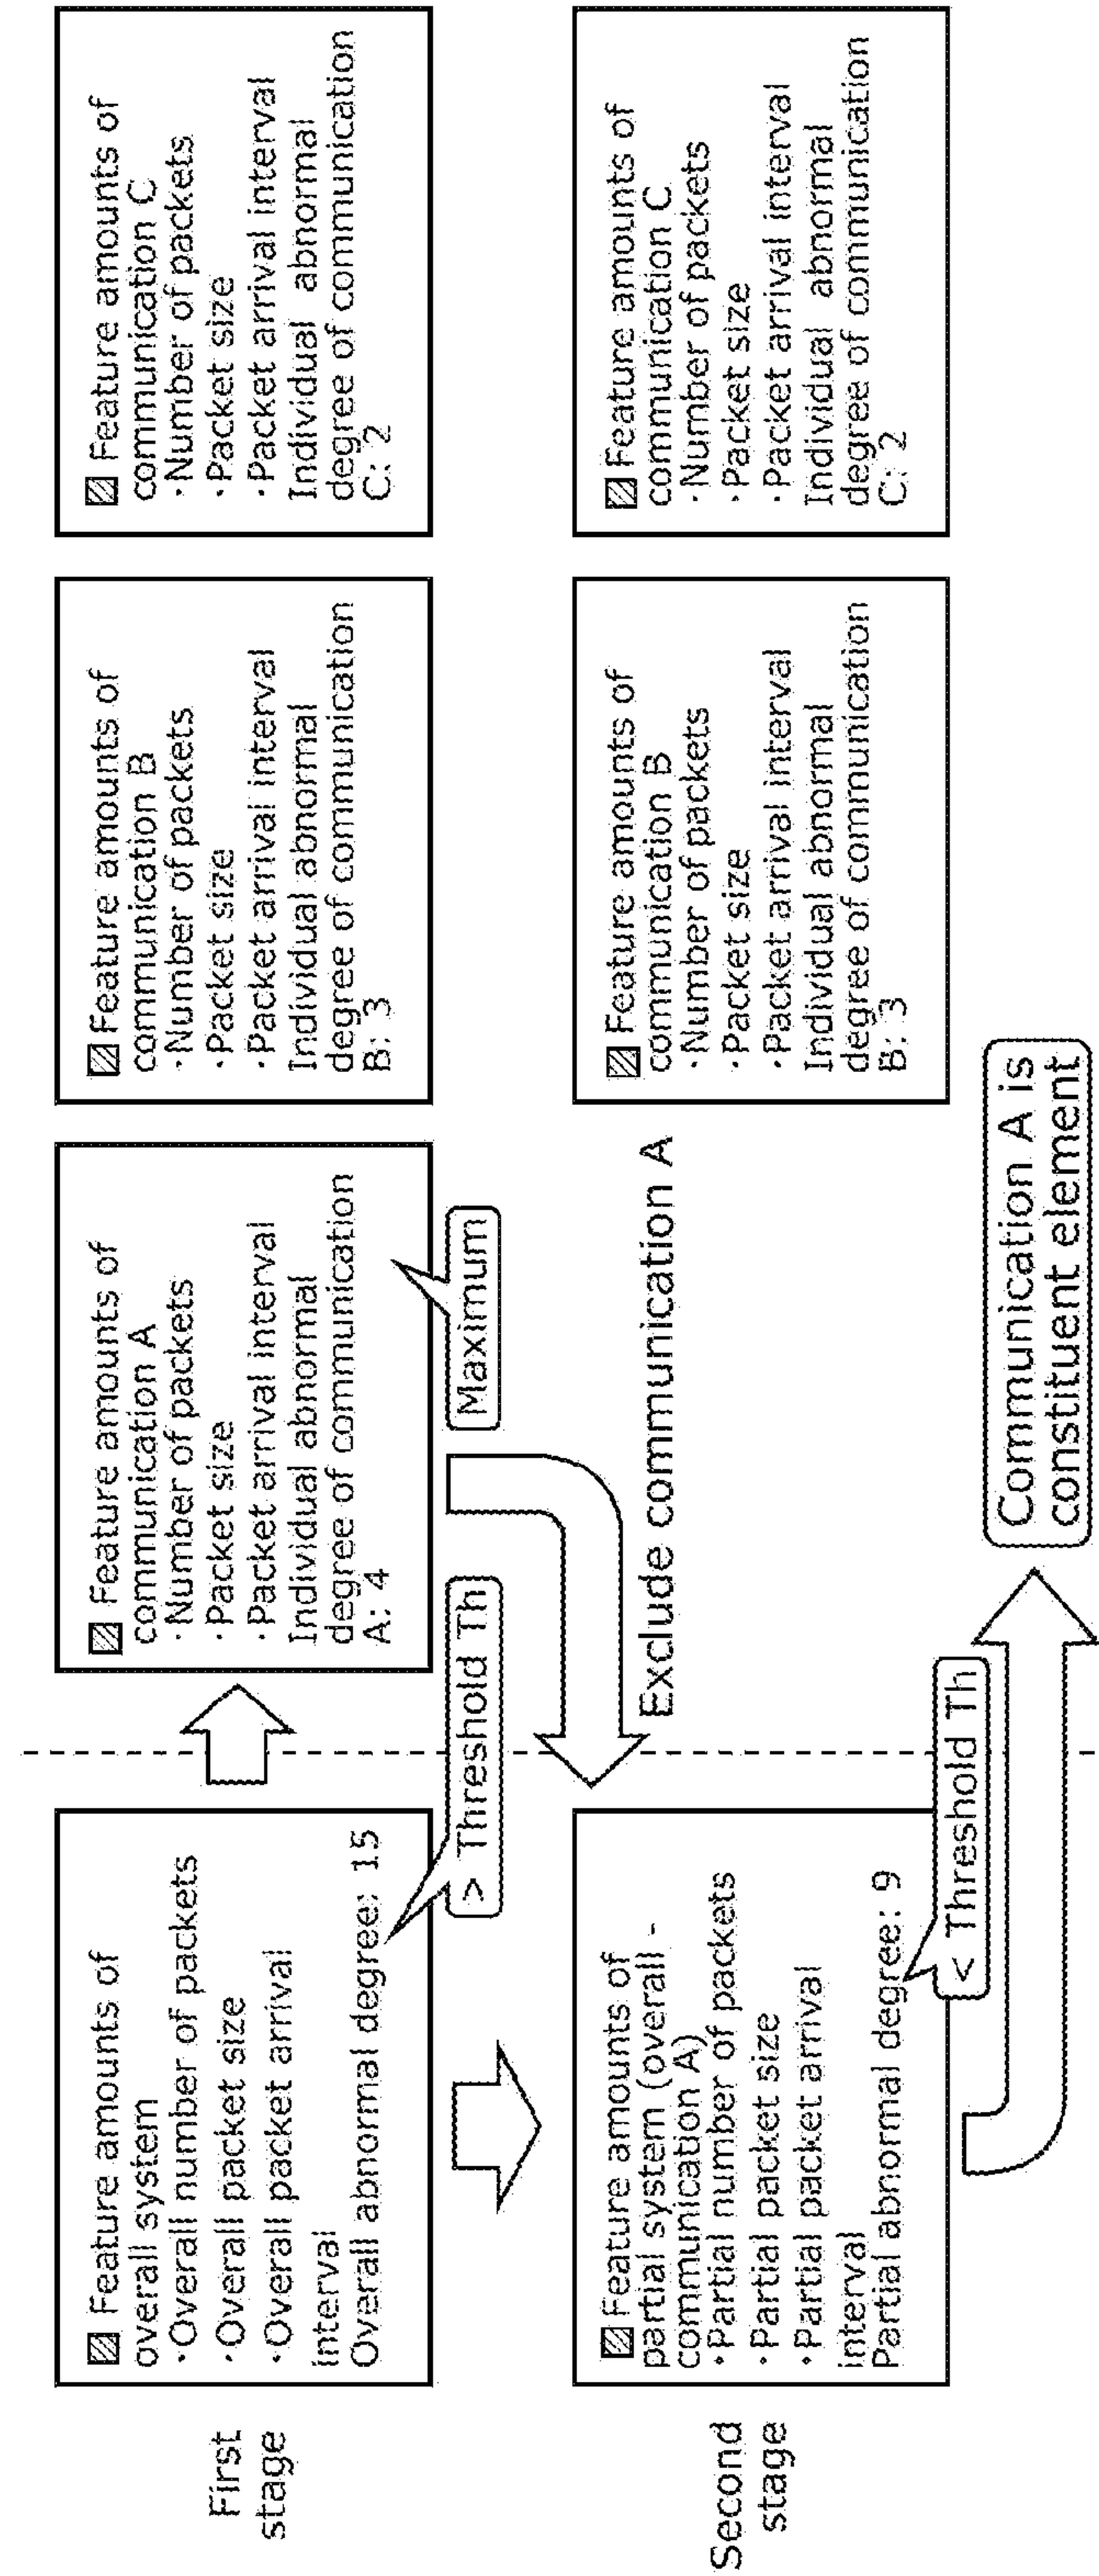 First
stage
▨ Feature amounts of
overall system
·Overall number of packets
·Overall packet size
·Overall packet arrival
interval
Overall abnormal degree: 15
> Threshold Th
▨ Feature amounts of
communication A
·Number of packets
·Packet size
·Packet arrival interval
Individual abnormal
degree of communication
A: 4
Maximum
▨ Feature amounts of
communication B
·Number of packets
·Packet size
·Packet arrival interval
Individual abnormal
degree of communication
B: 3
▨ Feature amounts of
communication C
·Number of packets
·Packet size
·Packet arrival interval
Individual abnormal
degree of communication
C: 2
Second
stage
▨ Feature amounts of
partial system (overall -
communication A)
·Partial number of packets
·Partial packet size
·Partial packet arrival
interval
Partial abnormal degree: 9
< Threshold Th
Exclude communication A
▨ Feature amounts of
communication B
·Number of packets
·Packet size
·Packet arrival interval
Individual abnormal
degree of communication
B: 3
▨ Feature amounts of
communication C
·Number of packets
·Packet size
·Packet arrival interval
Individual abnormal
degree of communication
C: 2
Communication A is
constituent element